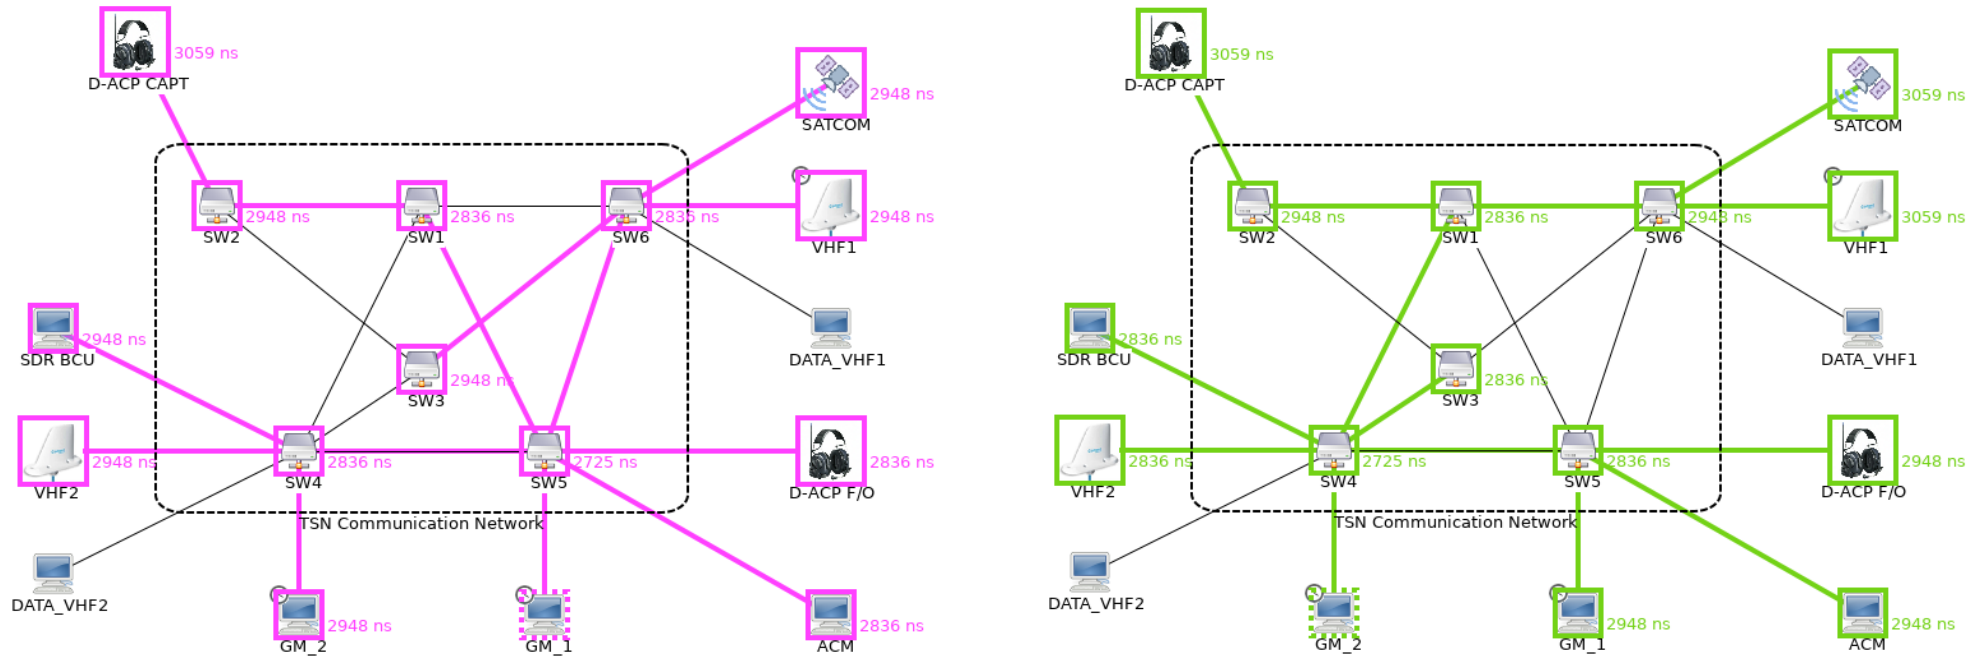 3059 ns
D-ACP CAPT
2948 ns
SATCOM
2948 ns
2836 ns
2836 ns
2948 ns
SW2
SW1
SW6
VHF1
2948 ns
SDR BCU
DATA_VHF1
2948 ns
SW3
2948 ns
2836 ns
2725 ns
2836 ns
VHF2
SW4
SW5
D-ACP F/O
TSN Communication Network
DATA_VHF2
2948 ns
2836 ns
GM_2
GM_1
ACM
3059 ns
D-ACP CAPT
3059 ns
SATCOM
2948 ns
2836 ns
2948 ns
3059 ns
SW2
SW1
SW6
VHF1
2836 ns
SDR BCU
DATA_VHF1
2836 ns
SW3
2836 ns
2725 ns
2836 ns
2948 ns
VHF2
SW4
SW5
D-ACP F/O
TSN Communication Network
DATA_VHF2
2948 ns
2948 ns
GM_2
GM_1
ACM